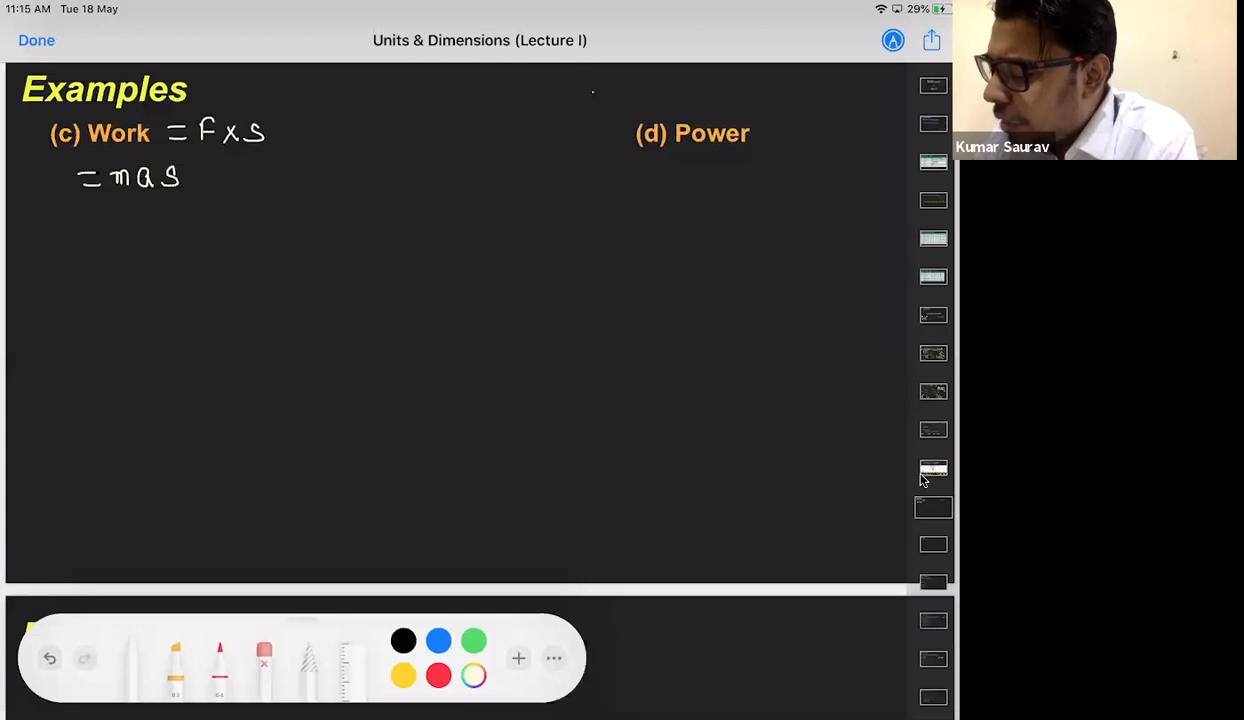 11:15 AM Tue 18 May
29%
Done
Units & Dimensions (Lecture I)
Examples
(c) Work = F x S
= m a s
(d) Power
Kumar Saurav